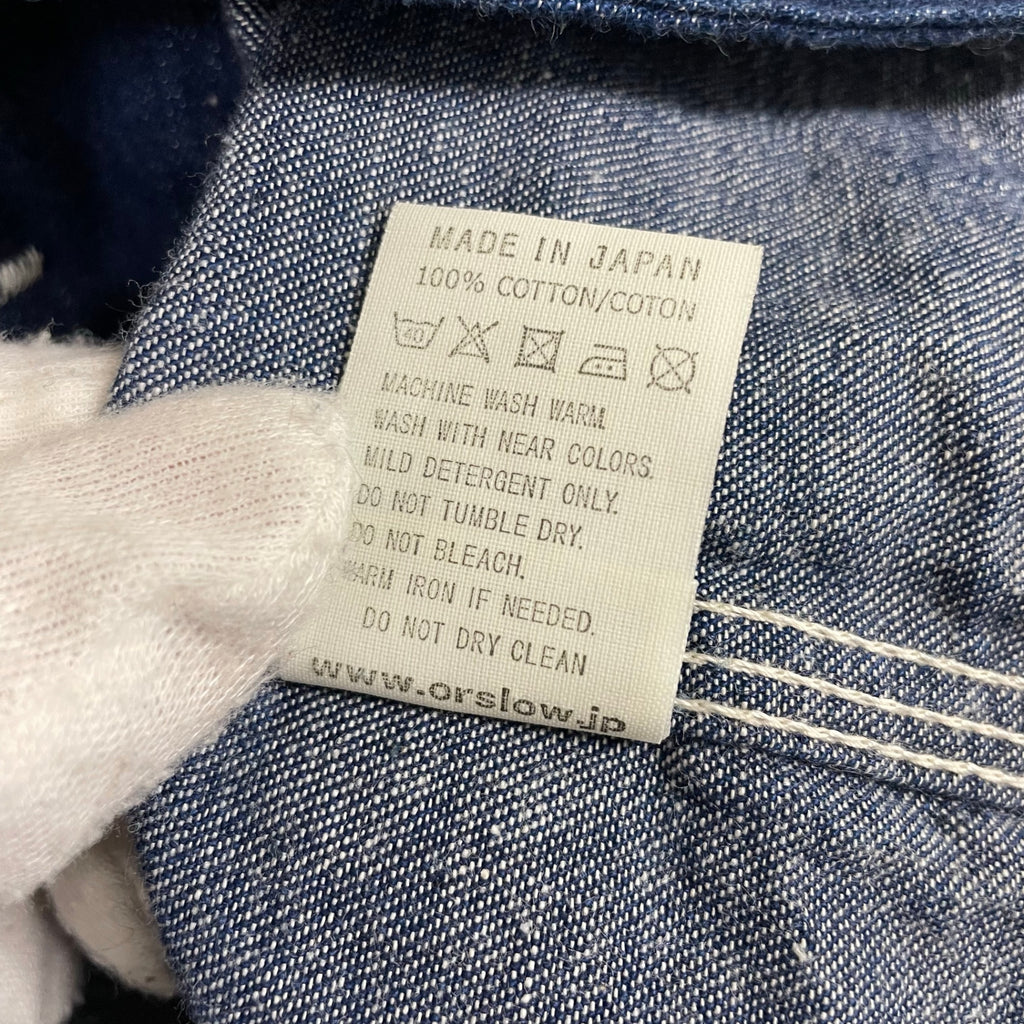 MADE IN JAPAN
100% COTTON/COTON
40
MACHINE WASH WARM.
WASH WITH NEAR COLORS.
MILD DETERGENT ONLY.
DO NOT TUMBLE DRY.
DO NOT BLEACH.
WARM IRON IF NEEDED.
DO NOT DRY CLEAN
www.orslow.jp